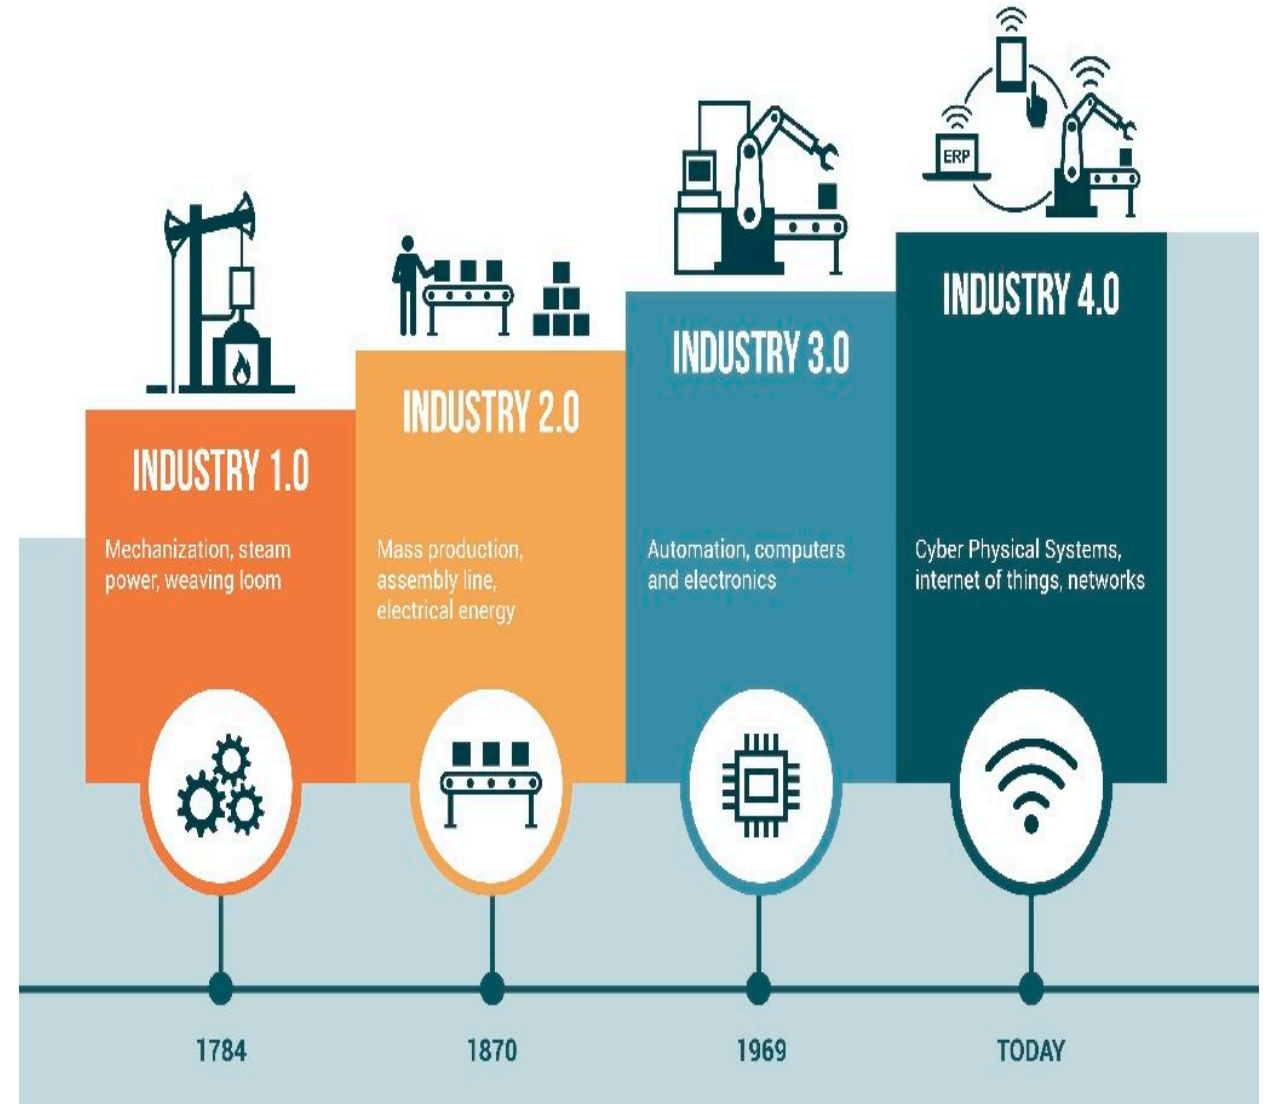 ERP
INDUSTRY 1.0
Mechanization, steam
power, weaving loom
INDUSTRY 2.0
Mass production,
assembly line,
electrical energy
INDUSTRY 3.0
Automation, computers
and electronics
INDUSTRY 4.0
Cyber Physical Systems,
internet of things, networks
1784
1870
1969
TODAY